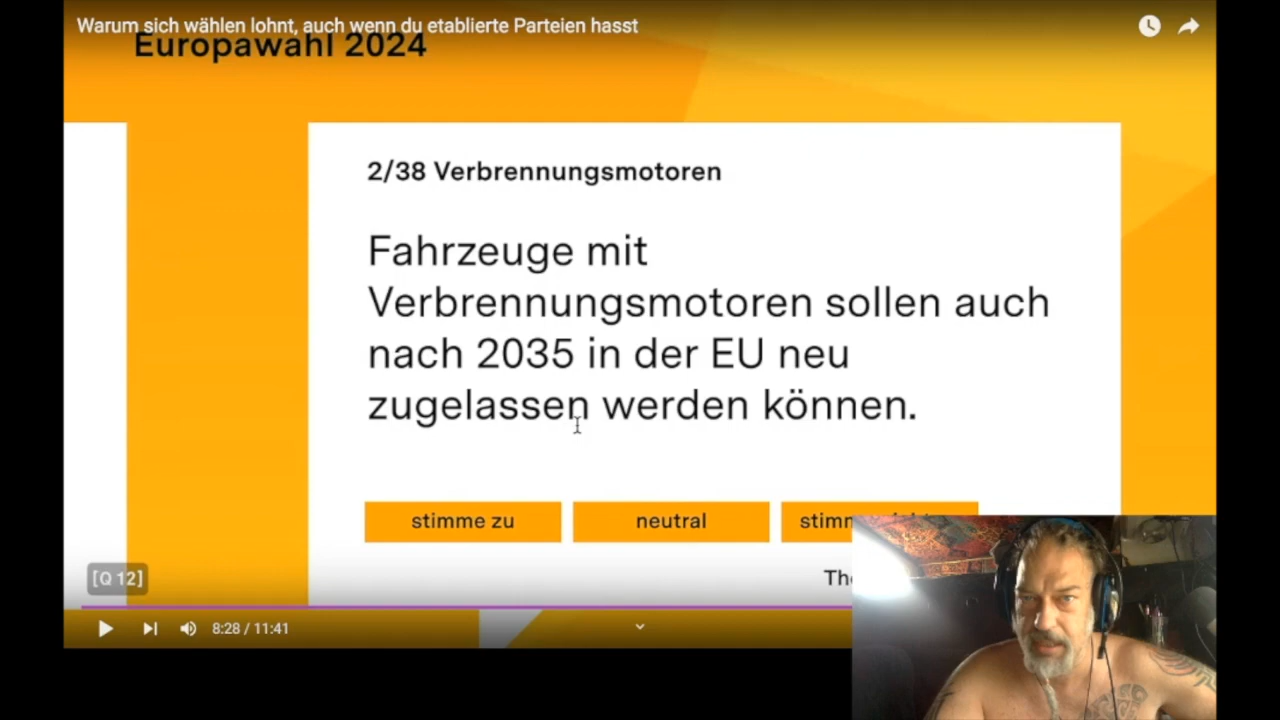 Warum sich wählen lohnt, auch wenn du etablierte Parteien hasst
Europawahl 2024
2/38 Verbrennungsmotoren
Fahrzeuge mit
Verbrennungsmotoren sollen auch
nach 2035 in der EU neu
zugelassen werden können.
stimme zu
neutral
[Q 12]
8:28 / 11:41